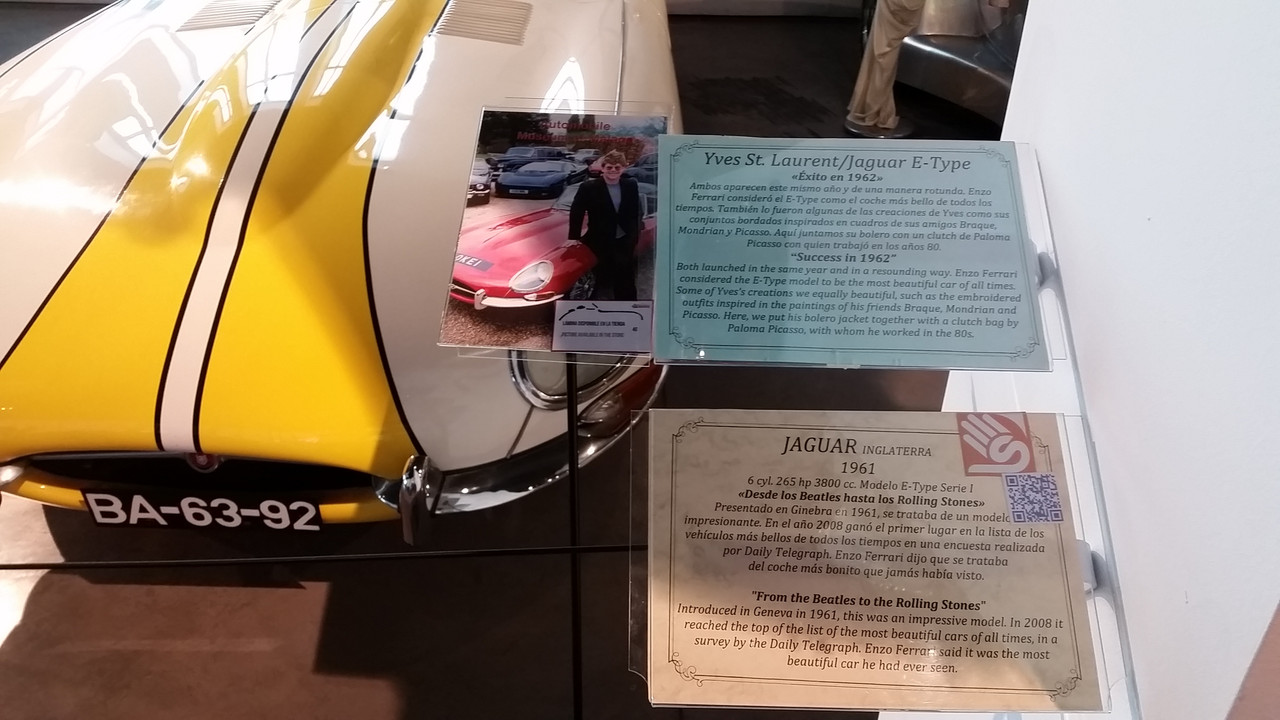 Automobile
Yves St. Laurent/Jaguar E-Type
«Éxito en 1962»
Ambos aparecen este mismo año y de una manera rotunda. Enzo
Ferrari consideró el E-Type como el coche más bello de todos los
tiempos. También lo fueron algunas de las creaciones de Yves como sus
conjuntos bordados inspirados en cuadros de sus amigos Braque,
Mondrian y Picasso. Aquí juntamos su bolero con un clutch de Paloma
Picasso con quien trabajó en los años 80.
"Success in 1962"
Both launched in the same year and in a resounding way. Enzo Ferrari
considered the E-Type model to be the most beautiful car of all times.
Some of Yves's creations we equally beautiful, such as the embroidered
outfits inspired in the paintings of his friends Braque, Mondrian and
Picasso. Here, we put his bolero jacket together with a clutch bag by
Paloma Picasso, with whom he worked in the 80s.
LÁMINA DISPONIBLE EN LA TIENDA
PICTURE AVAILABLE IN THE STORE
€
BA-63-92
JAGUAR INGLATERRA
1961
6 cyl. 265 hp 3800 cc. Modelo E-Type Serie I
«Desde los Beatles hasta los Rolling Stones»
Presentado en Ginebra en 1961, se trataba de un modelo
impresionante. En el año 2008 ganó el primer lugar en la lista de los
vehículos más bellos de todos los tiempos en una encuesta realizada
por Daily Telegraph. Enzo Ferrari dijo que se trataba
del coche más bonito que jamás había visto.
"From the Beatles to the Rolling Stones"
Introduced in Geneva in 1961, this was an impressive model. In 2008 it
reached the top of the list of the most beautiful cars of all times, in a
survey by the Daily Telegraph. Enzo Ferrari said it was the most
beautiful car he had ever seen.